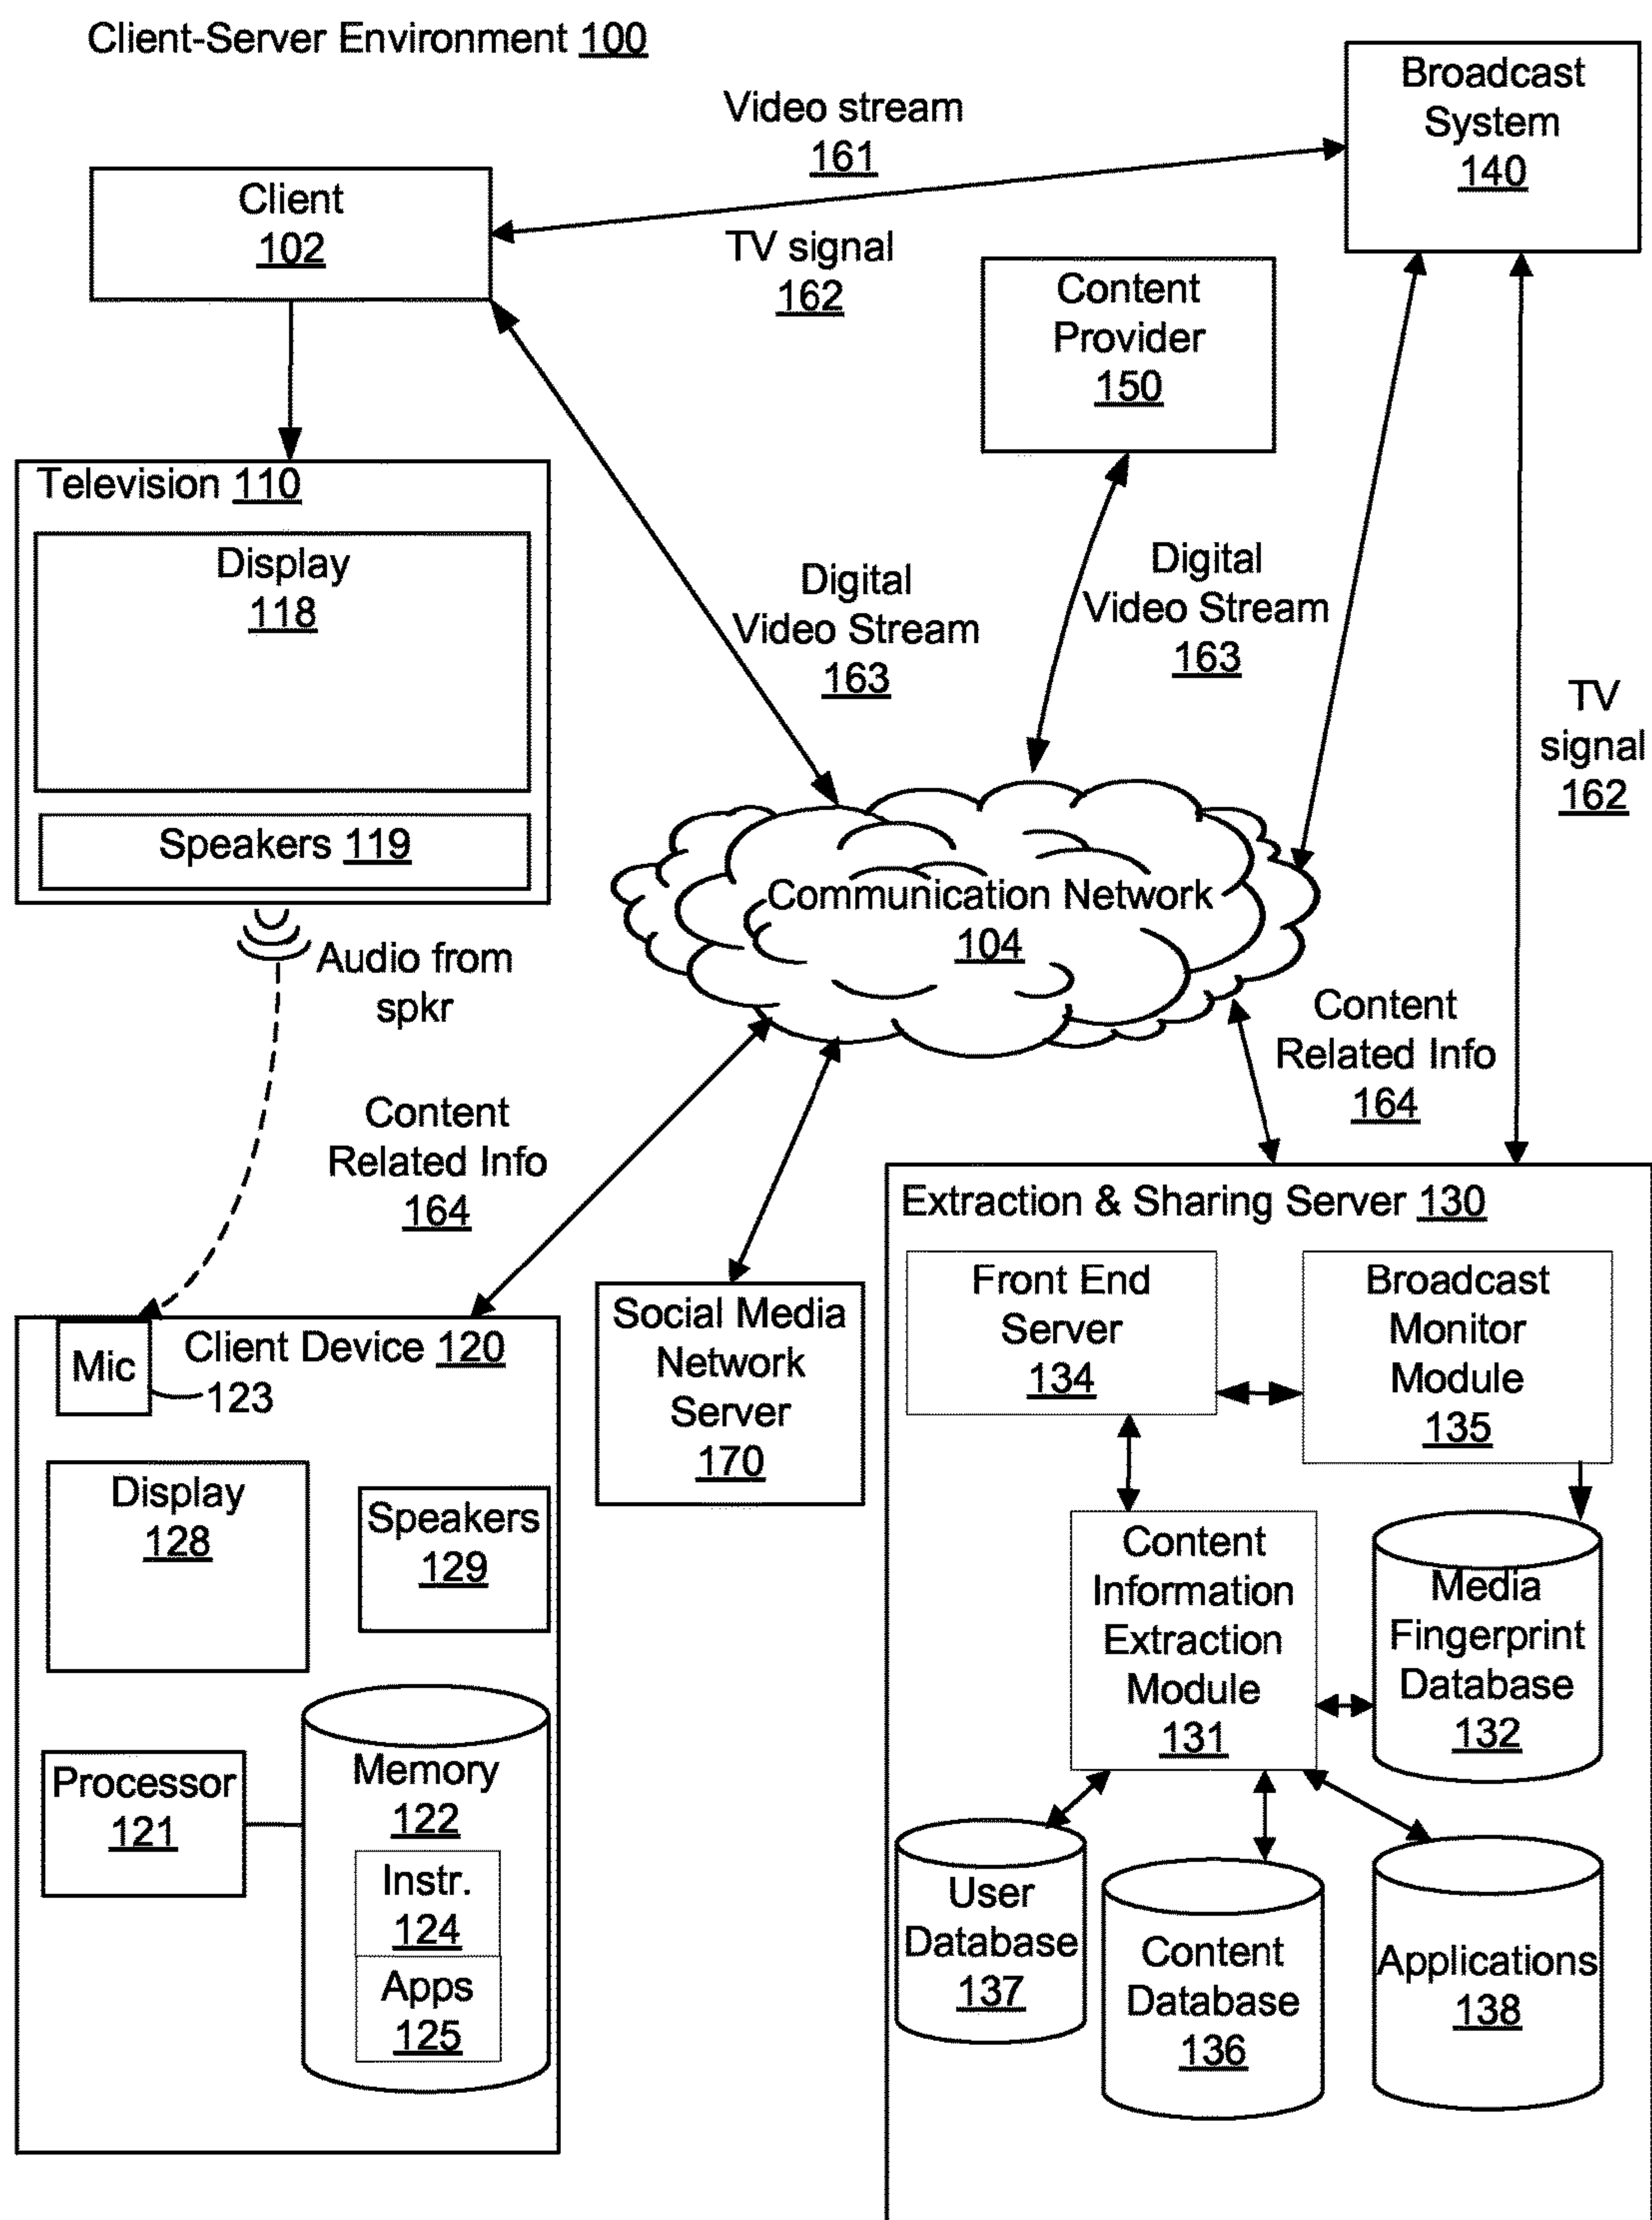 Client-Server Environment 100
Broadcast
System
140
Video stream
161
Client
102
TV signal
162
Content
Provider
150
Television 110
Display
118
Digital
Video Stream
163
Digital
Video Stream
163
TV
signal
162
Speakers 119
Communication Network
104
Audio from
spkr
Content
Related Info
164
Content
Related Info
164
Extraction & Sharing Server 130
Front End
Server
134
Broadcast
Monitor
Module
135
Social Media
Network
Server
170
Mic
Client Device 120
123
Display
128
Speakers
129
Content
Information
Extraction
Module
131
Media
Fingerprint
Database
132
Processor
121
Memory
122
Instr.
124
Apps
125
User
Database
137
Content
Database
136
Applications
138